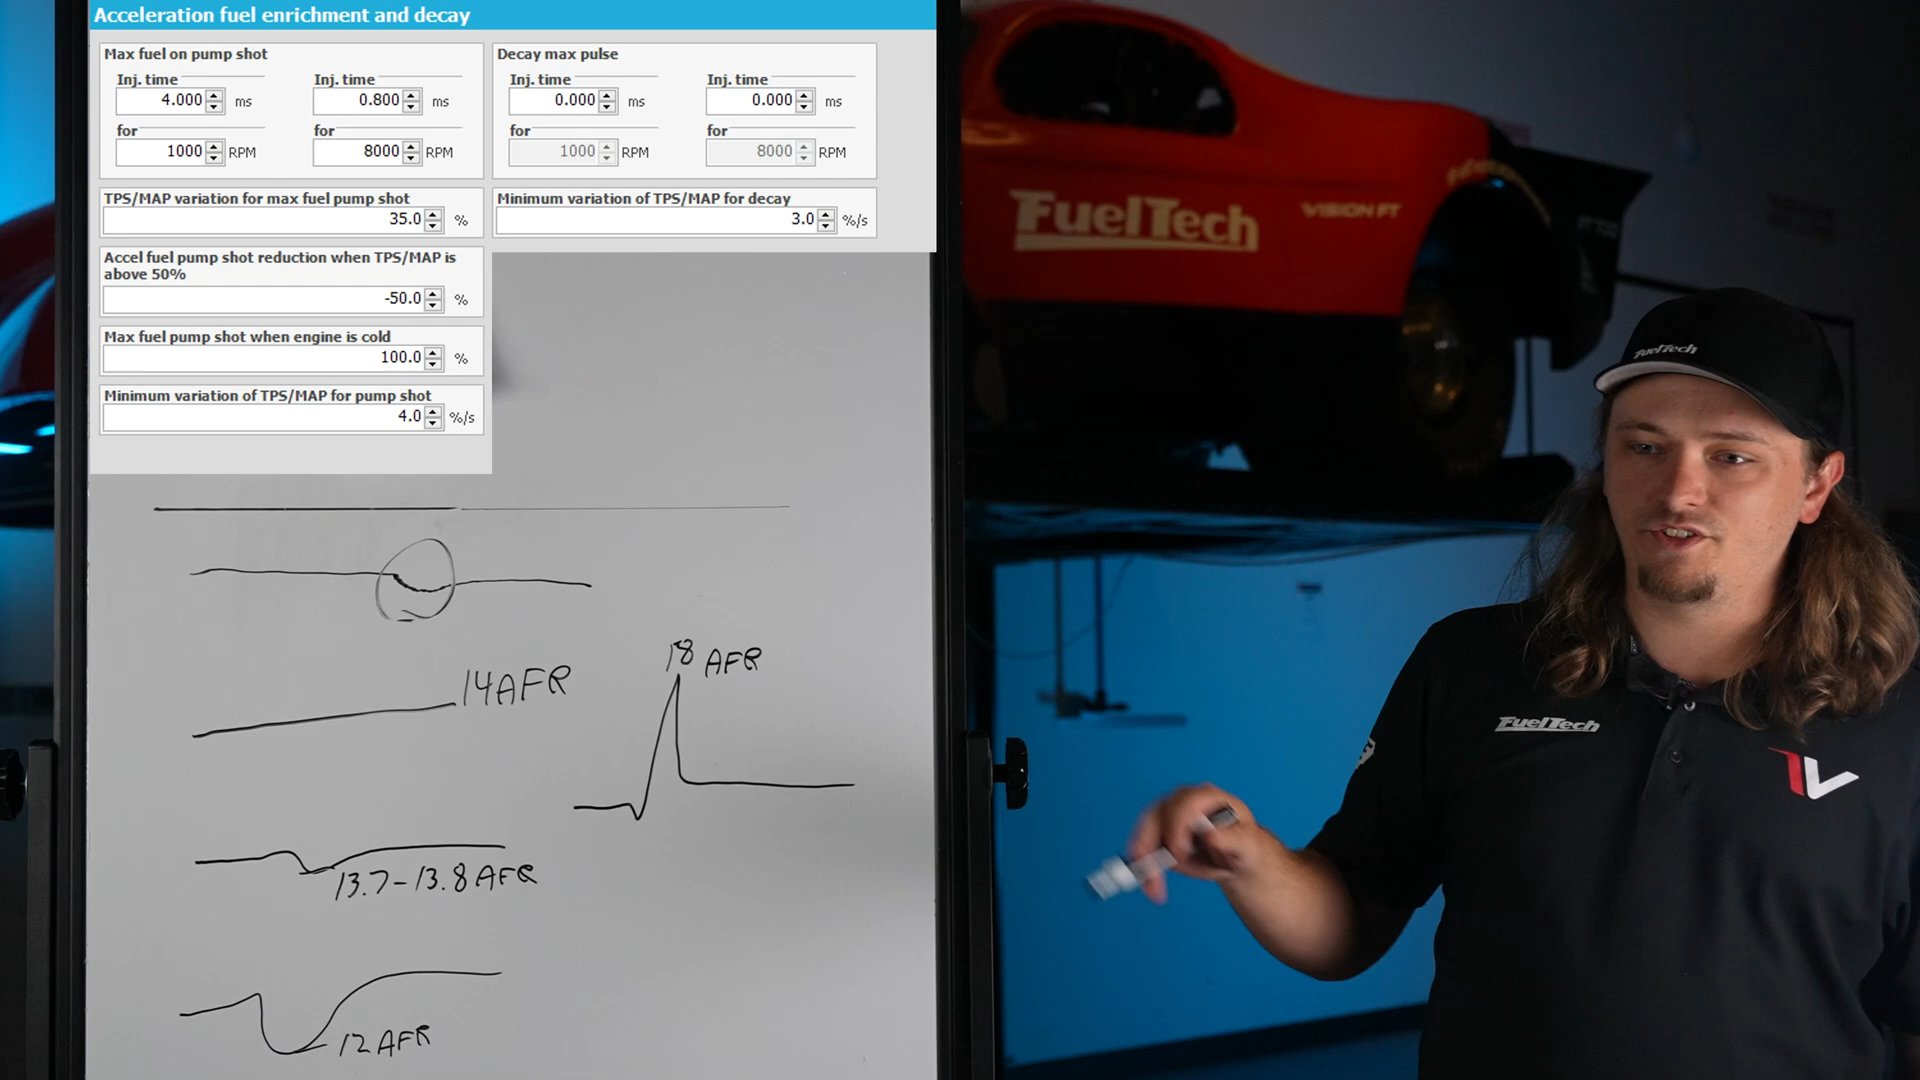 Acceleration fuel enrichment and decay
Max fuel on pump shot
Inj. time
4.000 ms
Inj. time
0.800 ms
for
1000 RPM
for
8000 RPM
Decay max pulse
Inj. time
0.000 ms
Inj. time
0.000 ms
for
1000 RPM
for
8000 RPM
TPS/MAP variation for max fuel pump shot
35.0 %
Minimum variation of TPS/MAP for decay
3.0 %/s
Accel fuel pump shot reduction when TPS/MAP is
above 50%
-50.0 %
Max fuel pump shot when engine is cold
100.0 %
Minimum variation of TPS/MAP for pump shot
4.0 %/s
14 AFR
18 AFR
13.7-13.8 AFR
12 AFR
FuelTech
VISION FT
FuelTech
FuelTech